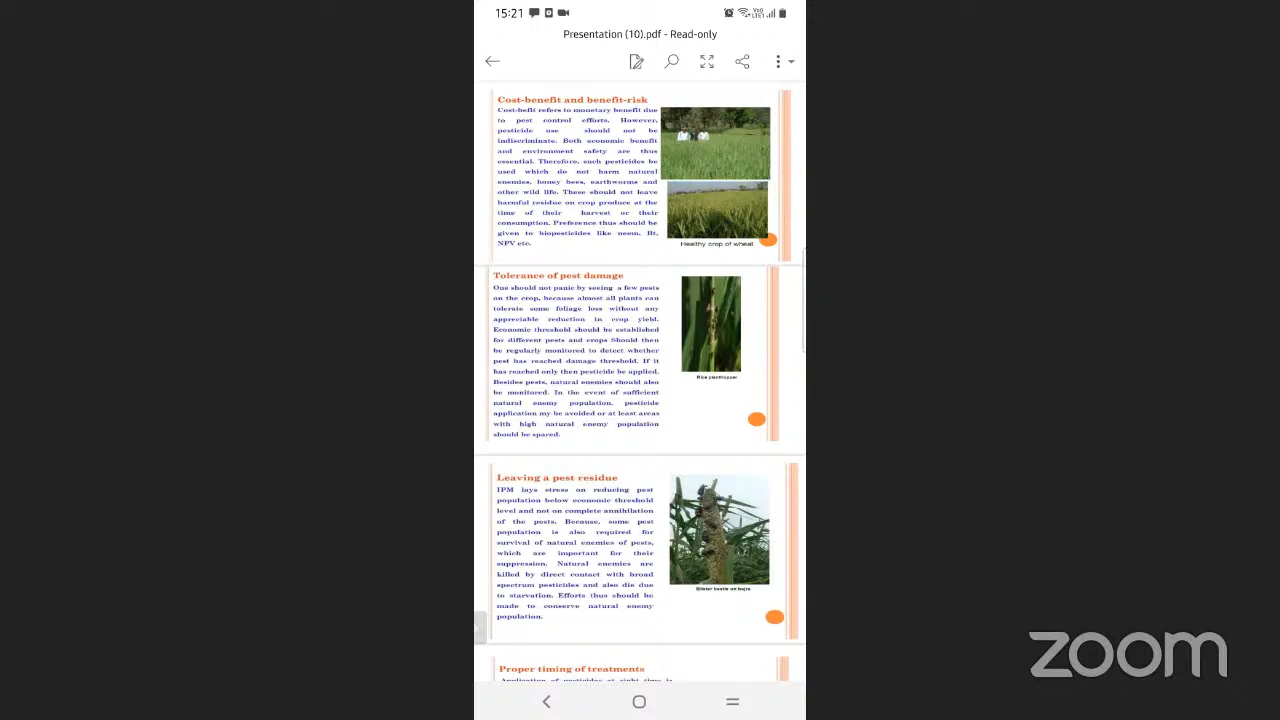 15:21
Vo))
LTE1
Presentation (10).pdf - Read-only
Cost-benefit and benefit-risk
Cost-befit refers to monetary benefit due
to pest control efforts. However,
pesticide use should not be
indiscriminate. Both economic benefit
and environment safety are thus
essential. Therefore, such pesticides be
used which do not harm natural
enemies, honey bees, earthworms and
other wild life. These should not leave
harmful residue on crop produce at the
time of their harvest or their
consumption. Preference thus should be
given to biopesticides like neem, Bt,
NPV etc.
Healthy crop of wheat
Tolerance of pest damage
One should not panic by seeing a few pests
on the crop, because almost all plants can
tolerate some foliage loss without any
appreciable reduction in crop yield.
Economic threshold should be established
for different pests and crops Should then
be regularly monitored to detect whether
pest has reached damage threshold. If it
has reached only then pesticide be applied.
Besides pests, natural enemies should also
be monitored. In the event of sufficient
natural enemy population, pesticide
application my be avoided or at least areas
with high natural enemy population
should be spared.
Rice planthopper
Leaving a pest residue
IPM lays stress on reducing pest
population below economic threshold
level and not on complete annihilation
of the pests. Because, some pest
population is also required for
survival of natural enemies of pests,
which are important for their
suppression. Natural enemies are
killed by direct contact with broad
spectrum pesticides and also die due
to starvation. Efforts thus should be
made to conserve natural enemy
population.
Blister beetle on bajra
Proper timing of treatments
Application of pesticides at right time is
zoom